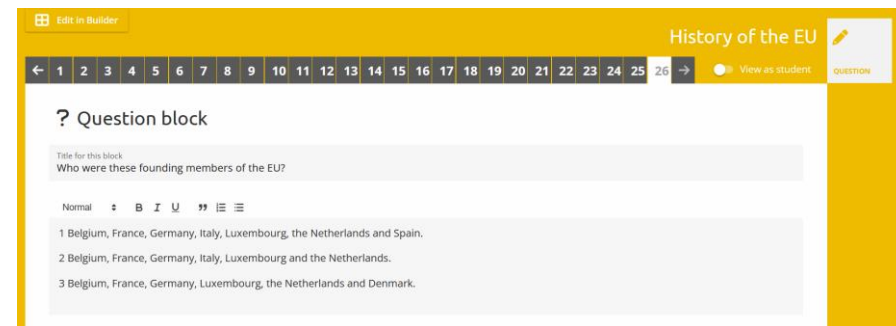 Edit in Builder
History of the EU
← 1 2 3 4 5 6 7 8 9 10 11 12 13 14 15 16 17 18 19 20 21 22 23 24 25 26 →
View as student
QUESTION
? Question block
Title for this block
Who were these founding members of the EU?
Normal B I U
1 Belgium, France, Germany, Italy, Luxembourg, the Netherlands and Spain.
2 Belgium, France, Germany, Italy, Luxembourg and the Netherlands.
3 Belgium, France, Germany, Luxembourg, the Netherlands and Denmark.